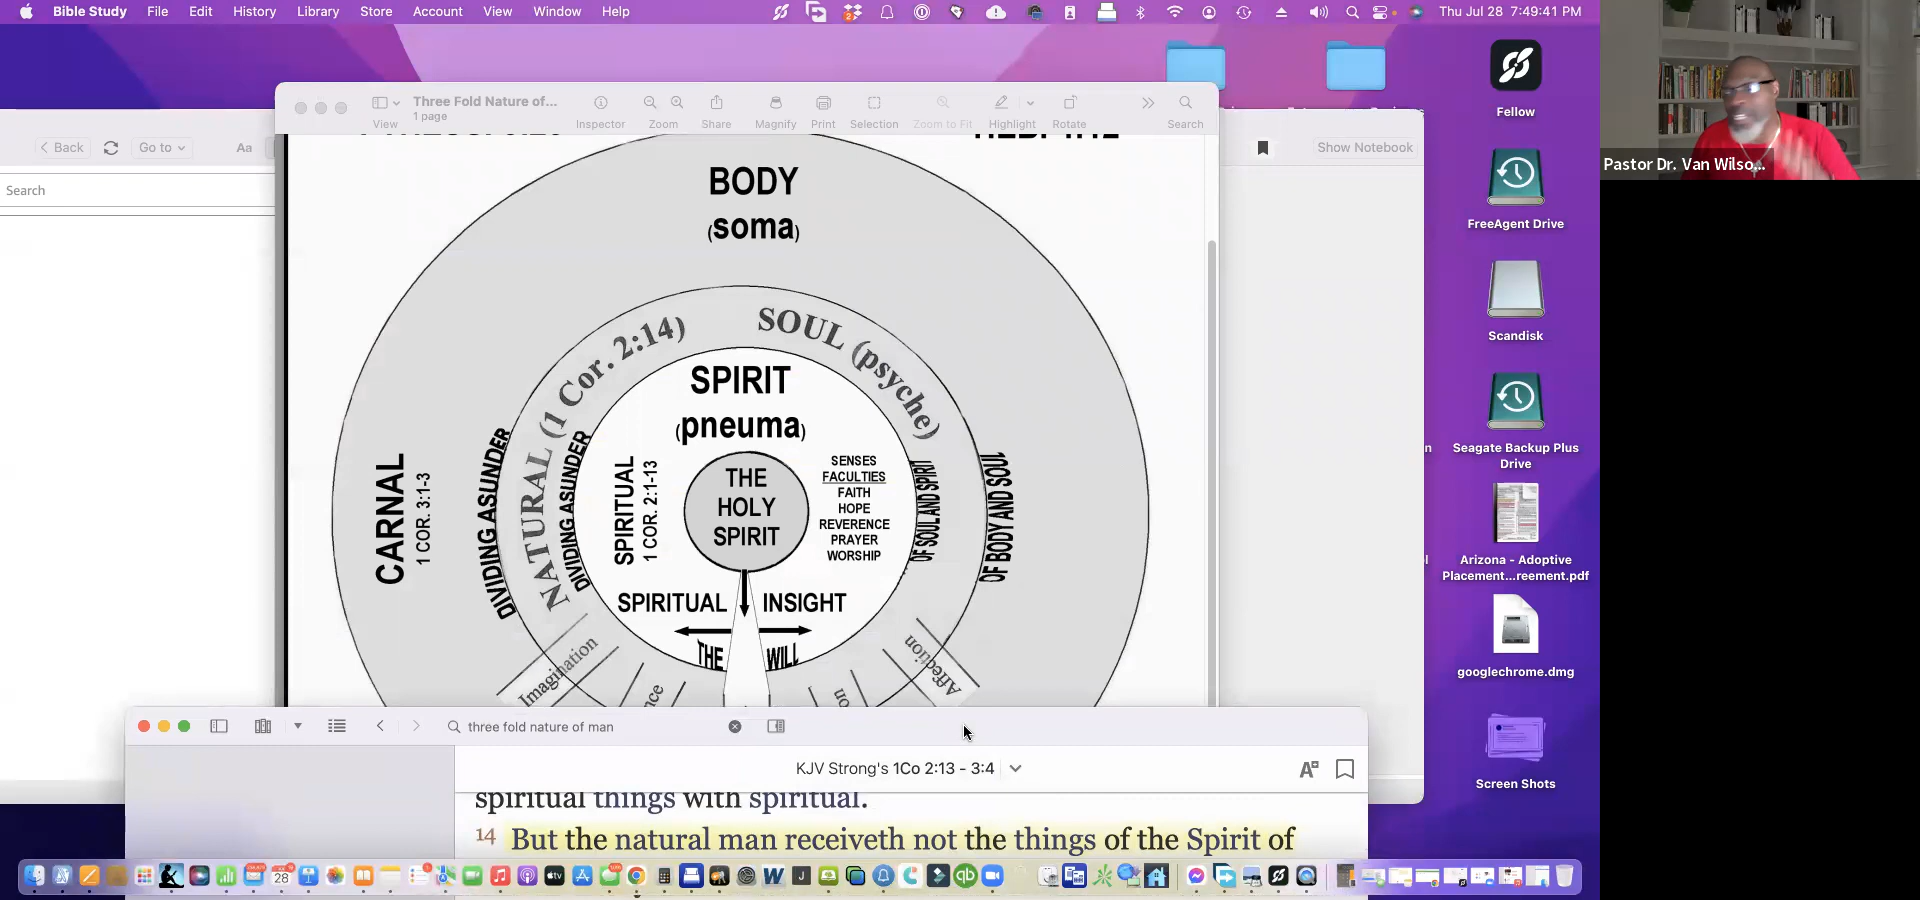 Bible Study File Edit History Library Store Account View Window Help Thu Jul 28 7:49:41 PM
Three Fold Nature of...
1 page
View Inspector Zoom Share Magnify Print Selection Zoom to Fit Highlight Rotate Search
Back Go to Aa
Show Notebook
Search
BODY
(soma)
NATURAL (1 Cor. 2:14) SOUL (psyche)
SPIRIT
(pneuma)
CARNAL
1 COR. 3:1-3
DIVIDING ASUNDER
DIVIDING ASUNDER
SPIRITUAL
1 COR. 2:1-13
THE
HOLY
SPIRIT
SENSES
FACULTIES
FAITH
HOPE
REVERENCE
PRAYER
WORSHIP
OF SOUL AND SPIRIT
OF BODY AND SOUL
SPIRITUAL INSIGHT
THE WILL
Imagination
Affection
three fold nature of man
KJV Strong's 1Co 2:13 - 3:4
spiritual things with spiritual.
14 But the natural man receiveth not the things of the Spirit of
Fellow
FreeAgent Drive
Scandisk
Seagate Backup Plus
Drive
Arizona - Adoptive
Placement...reement.pdf
googlechrome.dmg
Screen Shots
Pastor Dr. Van Wilso...